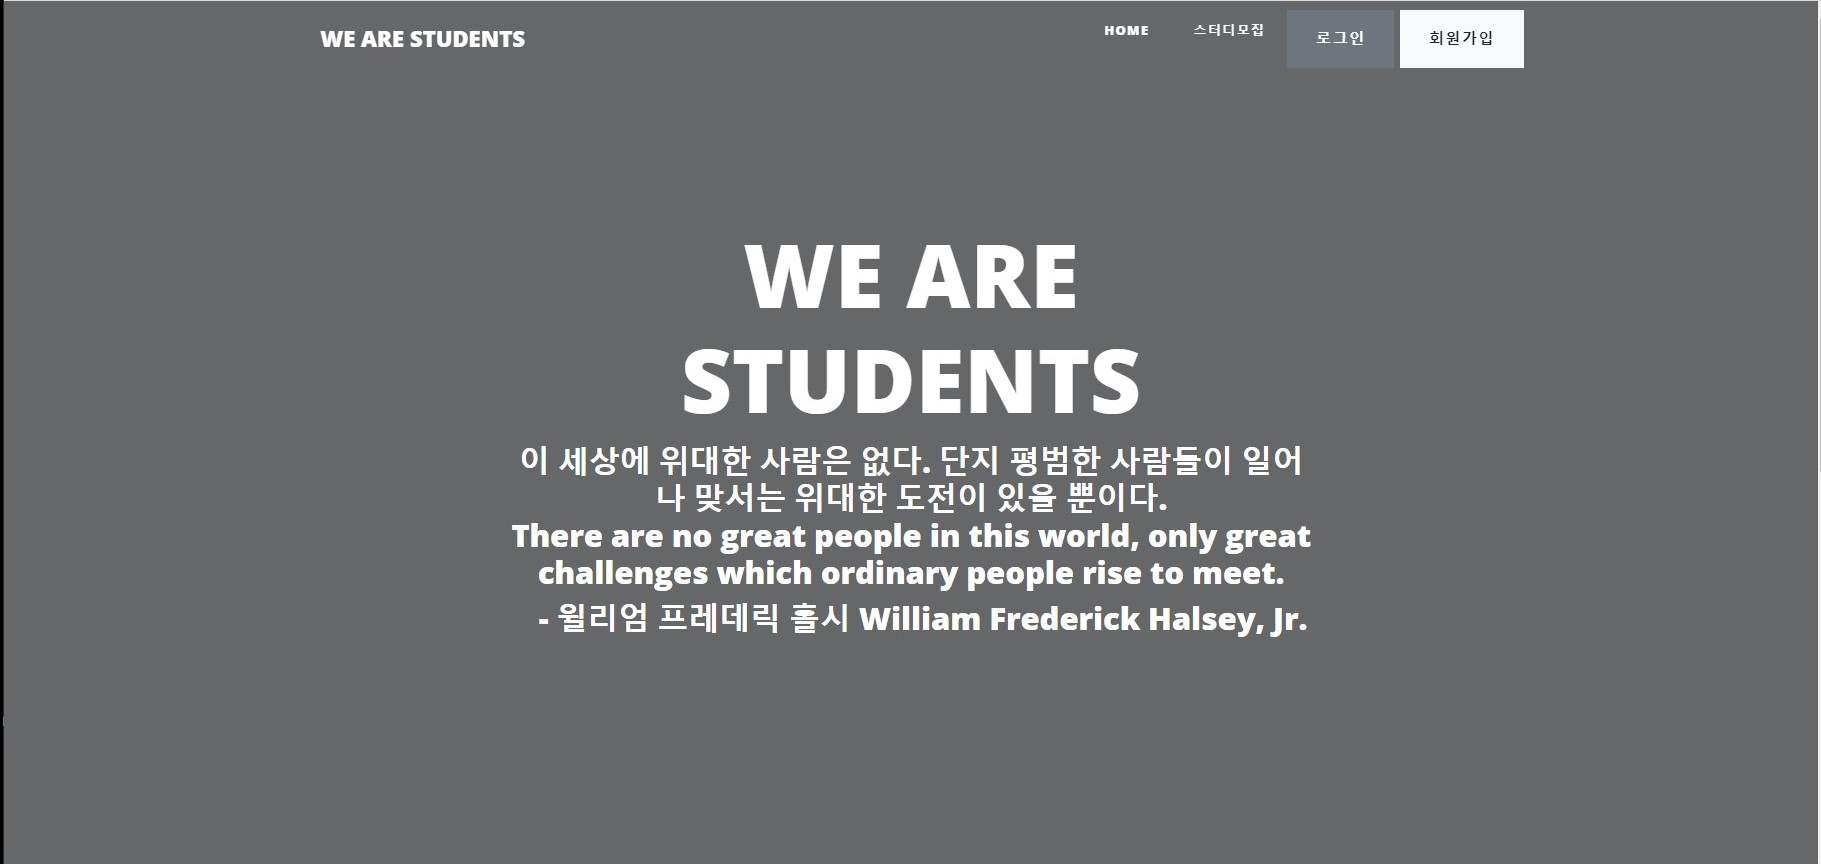 WE ARE STUDENTS
HOME
스터디모집
로그인
회원가입
WE ARE
STUDENTS
이 세상에 위대한 사람은 없다. 단지 평범한 사람들이 일어
나 맞서는 위대한 도전이 있을 뿐이다.
There are no great people in this world, only great
challenges which ordinary people rise to meet.
- 윌리엄 프레데릭 홀시 William Frederick Halsey, Jr.